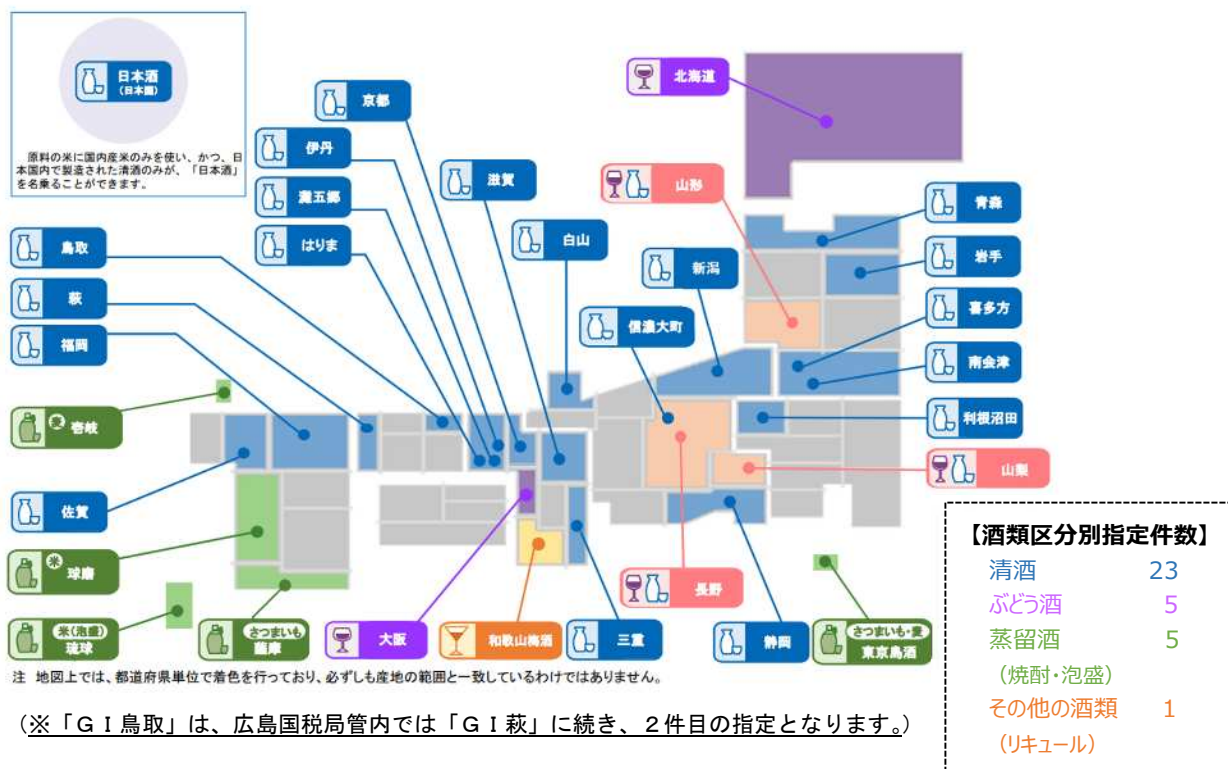 日本酒
(日本国)
原料の米に国内産米のみを使い、かつ、日
本国内で製造された清酒のみが、「日本酒」
を名乗ることができます。
京都
伊丹
灘五郷
はりま
滋賀
白山
新潟
信濃大町
北海道
山形
青森
岩手
喜多方
南会津
利根沼田
山梨
鳥取
萩
福岡
麦 壱岐
佐賀
米 球磨
米(泡盛)
琉球
さつまいも
薩摩
大阪
和歌山梅酒
三重
長野
静岡
さつまいも・麦
東京島酒
注 地図上では、都道府県単位で着色を行っており、必ずしも産地の範囲と一致しているわけではありません。
(※「GI鳥取」は、広島国税局管内では「GI萩」に続き、2件目の指定となります。)
【酒類区分別指定件数】
清酒 23
ぶどう酒 5
蒸留酒 5
(焼酎・泡盛)
その他の酒類 1
(リキュール)